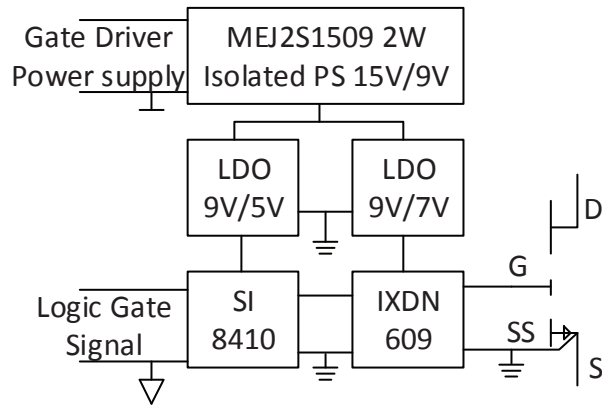 Gate Driver
Power supply
MEJ2S1509 2W
Isolated PS 15V/9V
LDO
9V/5V
LDO
9V/7V
D
G
Logic Gate
Signal
SI
8410
IXDN
609
SS
S